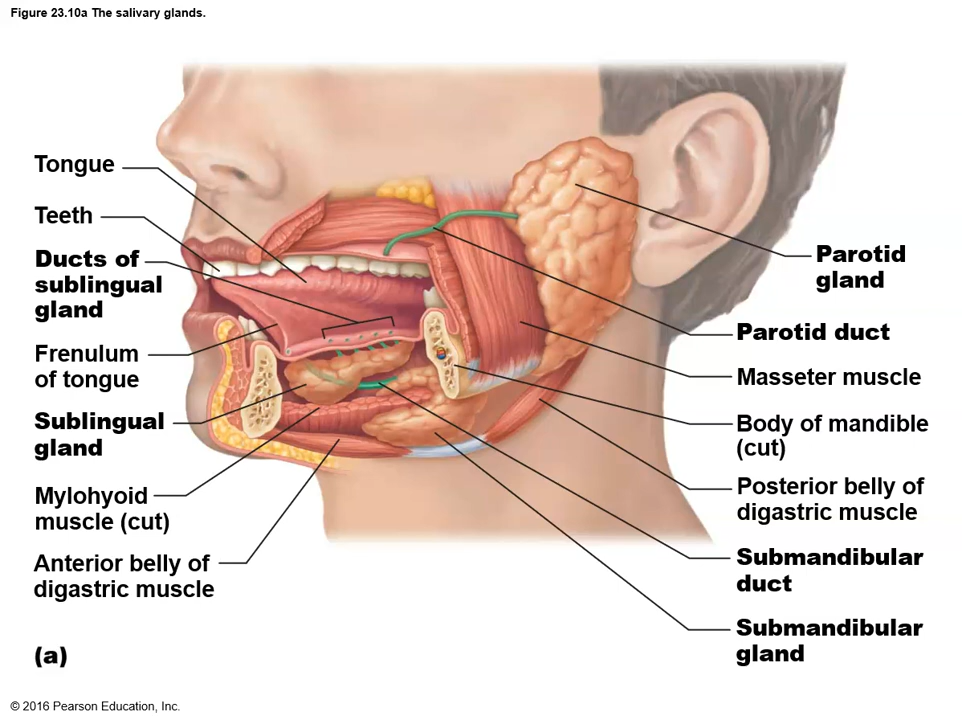 Figure 23.10a The salivary glands.
Tongue
Teeth
Ducts of
sublingual
gland
Frenulum
of tongue
Sublingual
gland
Mylohyoid
muscle (cut)
Anterior belly of
digastric muscle
(a)
Parotid
gland
Parotid duct
Masseter muscle
Body of mandible
(cut)
Posterior belly of
digastric muscle
Submandibular
duct
Submandibular
gland
© 2016 Pearson Education, Inc.